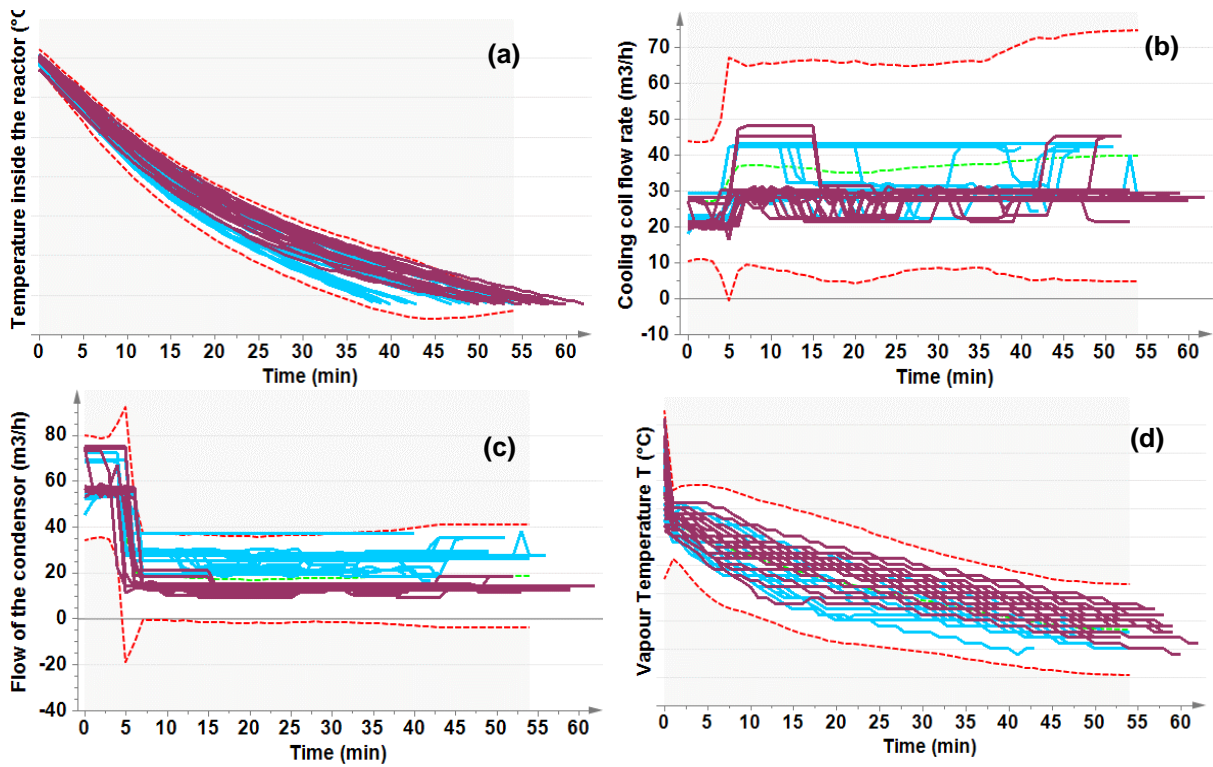 Temperature inside the reactor (°C
(a)
0 5 10 15 20 25 30 35 40 45 50 55 60
Time (min)
Cooling coil flow rate (m3/h)
(b)
70
60
50
40
30
20
10
0
-10
0 5 10 15 20 25 30 35 40 45 50 55 60
Time (min)
Flow of the condensor (m3/h)
(c)
80
60
40
20
0
-20
-40
0 5 10 15 20 25 30 35 40 45 50 55 60
Time (min)
Vapour Temperature T (°C)
(d)
0 5 10 15 20 25 30 35 40 45 50 55 60
Time (min)